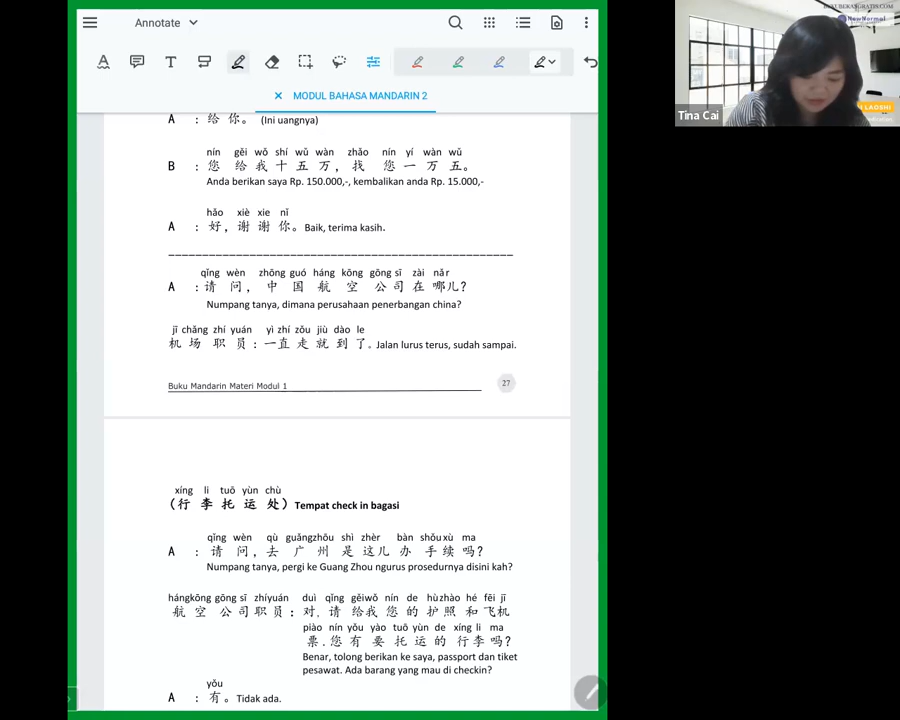 Annotate
MODUL BAHASA MANDARIN 2
A : 给 你。 (Ini uangnya)
nín gěi wǒ shí wǔ wàn zhǎo nín yí wàn wǔ
B : 您 给 我 十 五 万, 找 您 一 万 五。
Anda berikan saya Rp. 150.000,-, kembalikan anda Rp. 15.000,-
hǎo xiè xie nǐ
A : 好, 谢 谢 你。 Baik, terima kasih.
qǐng wèn zhōng guó háng kōng gōng sī zài nǎr
A : 请 问, 中 国 航 空 公 司 在 哪儿?
Numpang tanya, dimana perusahaan penerbangan china?
jī chǎng zhí yuán yì zhí zǒu jiù dào le
机 场 职 员 : 一 直 走 就 到 了。 Jalan lurus terus, sudah sampai.
Buku Mandarin Materi Modul 1
27
xíng li tuō yùn chù
(行 李 托 运 处) Tempat check in bagasi
qǐng wèn qù guǎngzhōu shì zhèr bàn shǒuxù ma
A : 请 问, 去 广 州 是 这儿 办 手 续 吗?
Numpang tanya, pergi ke Guang Zhou ngurus prosedurnya disini kah?
hángkōng gōng sī zhíyuán duì qǐng gěiwǒ nín de hùzhào hé fēi jī
航 空 公司 职 员 : 对, 请 给我 您 的 护 照 和 飞机
piào nín yǒu yào tuō yùn de xíng li ma
票. 您 有 要 托 运 的 行李 吗?
Benar, tolong berikan ke saya, passport dan tiket
pesawat. Ada barang yang mau di checkin?
yǒu
A : 有。 Tidak ada.
NewNormal
LAOSHI
Tina Cai